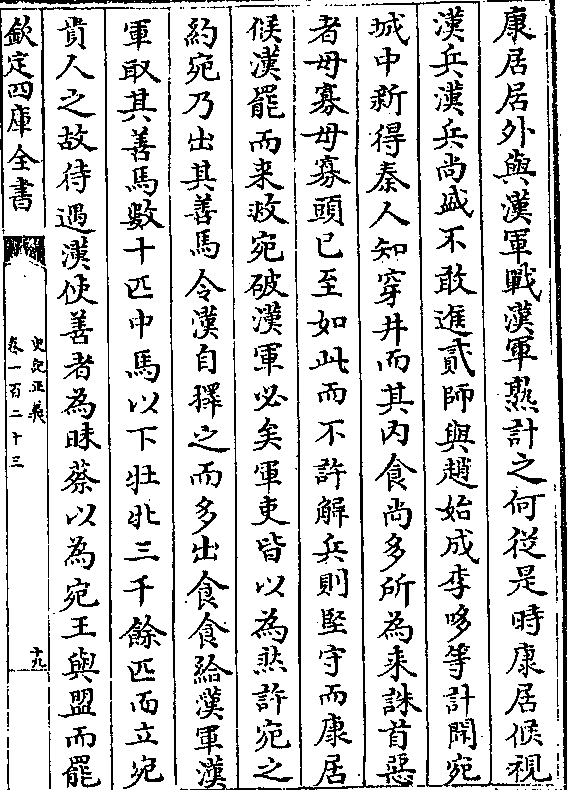 康居居外與漢軍戰漢軍熟計之何從是時康居候視
漢兵漢兵尚盛不敢進貳師與趙始成李哆等計聞宛
城中新得秦人知穿井而其内食尚多所為来誅首惡
者毋寡毋寡頭已至如此而不許解兵則堅守而康居
候漢罷而来救宛破漢軍必矣軍吏皆以為然許宛之
約宛乃出其善馬令漢自擇之而多出食食給漢軍漢
軍取其善馬數十匹中馬以下壮牝三千餘匹而立宛
貴人之故待遇漢使善者為昧蔡以為宛王與盟而罷
欽定四庫全書
史記正義
卷一百二十三
十九